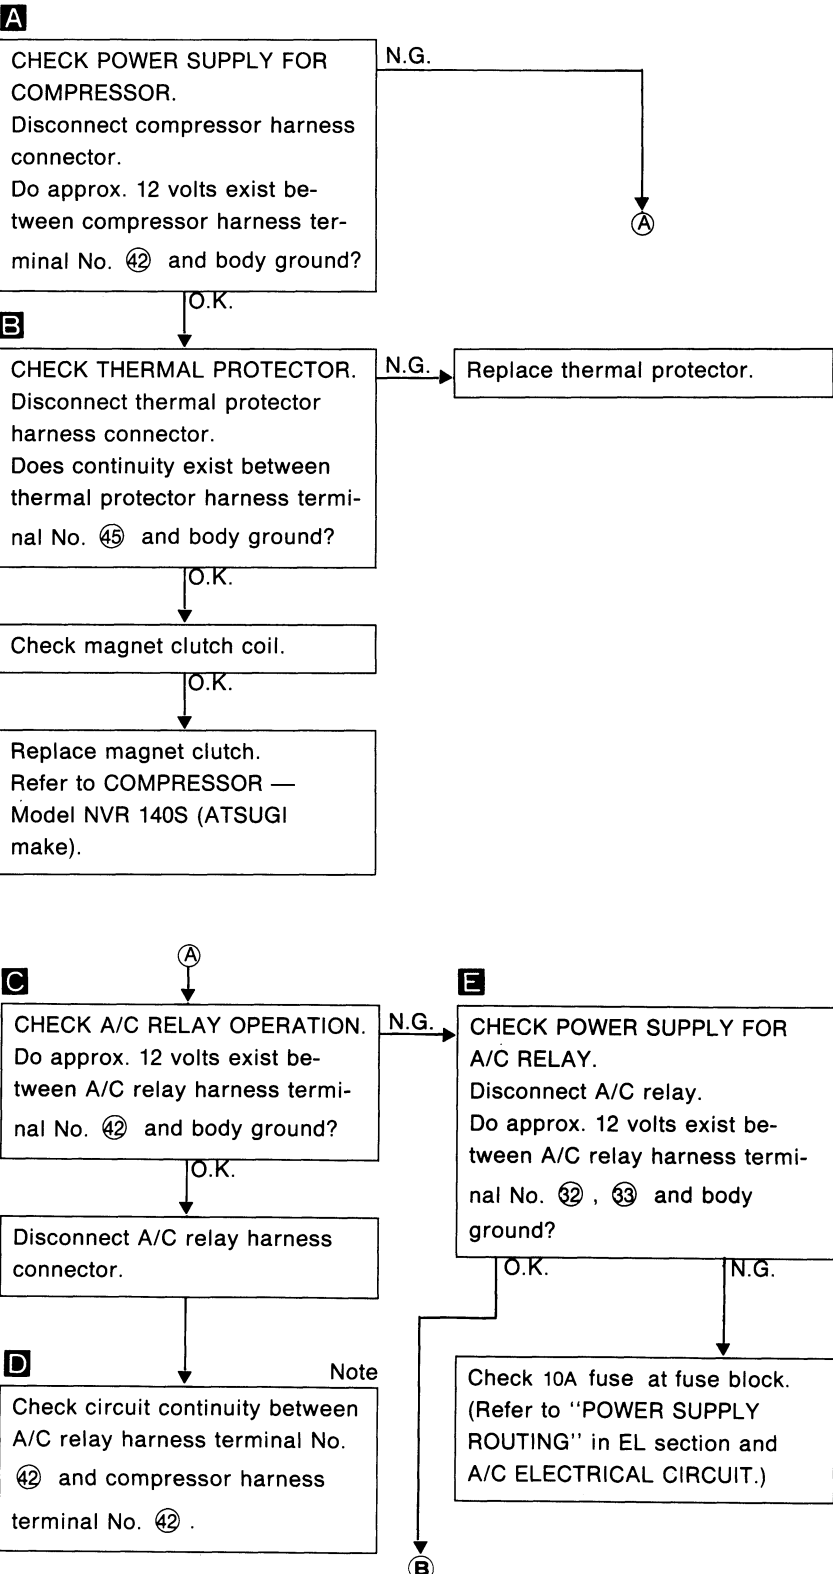 A
CHECK POWER SUPPLY FOR
COMPRESSOR.
Disconnect compressor harness
connector.
Do approx. 12 volts exist be-
tween compressor harness ter-
minal No. ㊷ and body ground?
N.G.
Ⓐ
O.K.
B
CHECK THERMAL PROTECTOR.
Disconnect thermal protector
harness connector.
Does continuity exist between
thermal protector harness termi-
nal No. ㊺ and body ground?
N.G.
Replace thermal protector.
O.K.
Check magnet clutch coil.
O.K.
Replace magnet clutch.
Refer to COMPRESSOR —
Model NVR 140S (ATSUGI
make).
Ⓐ
C
CHECK A/C RELAY OPERATION.
Do approx. 12 volts exist be-
tween A/C relay harness termi-
nal No. ㊷ and body ground?
N.G.
O.K.
Disconnect A/C relay harness
connector.
D
Note
Check circuit continuity between
A/C relay harness terminal No.
㊷ and compressor harness
terminal No. ㊷ .
E
CHECK POWER SUPPLY FOR
A/C RELAY.
Disconnect A/C relay.
Do approx. 12 volts exist be-
tween A/C relay harness termi-
nal No. ㉜ , ㉝ and body
ground?
O.K.
N.G.
Check 10A fuse at fuse block.
(Refer to "POWER SUPPLY
ROUTING" in EL section and
A/C ELECTRICAL CIRCUIT.)
Ⓑ